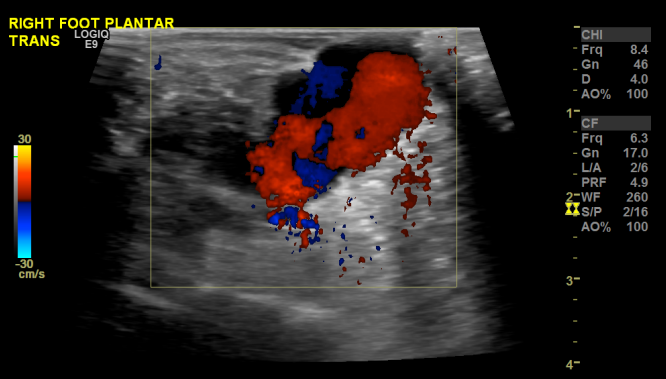 RIGHT FOOT PLANTAR
TRANS
LOGIQ
E9
30
-30
cm/s
0
1
2
3
4
CHI
Frq 8.4
Gn 46
D 4.0
AO% 100
CF
Frq 6.3
Gn 17.0
L/A 2/6
PRF 4.9
WF 260
S/P 2/16
AO% 100